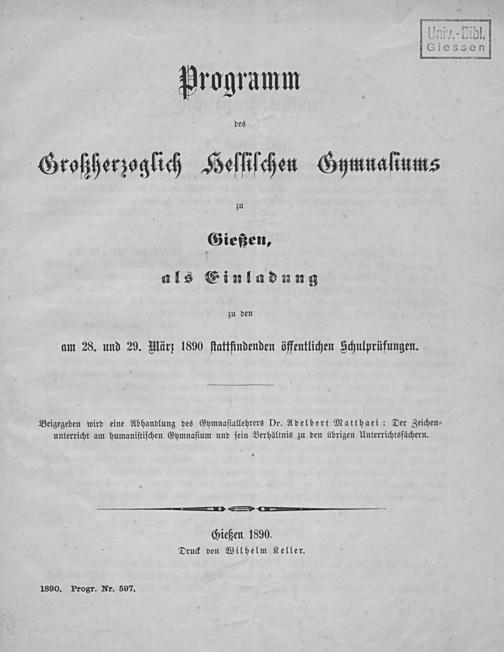 Univ.-Bibl.
Giessen
Programm
des
Großherzoglich Hessischen Gymnasiums
zu
Gießen,
als Einladung
zu den
am 28. und 29. März 1890 stattfindenden öffentlichen Schulprüfungen.
Beigegeben wird eine Abhandlung des Gymnasiallehrers Dr. Adelbert Matthaei: Der Zeichen-
unterricht am humanistischen Gymnasium und sein Verhältnis zu den übrigen Unterrichtsfächern.
Gießen 1890.
Druck von Wilhelm Keller.
1890. Progr. Nr. 597.